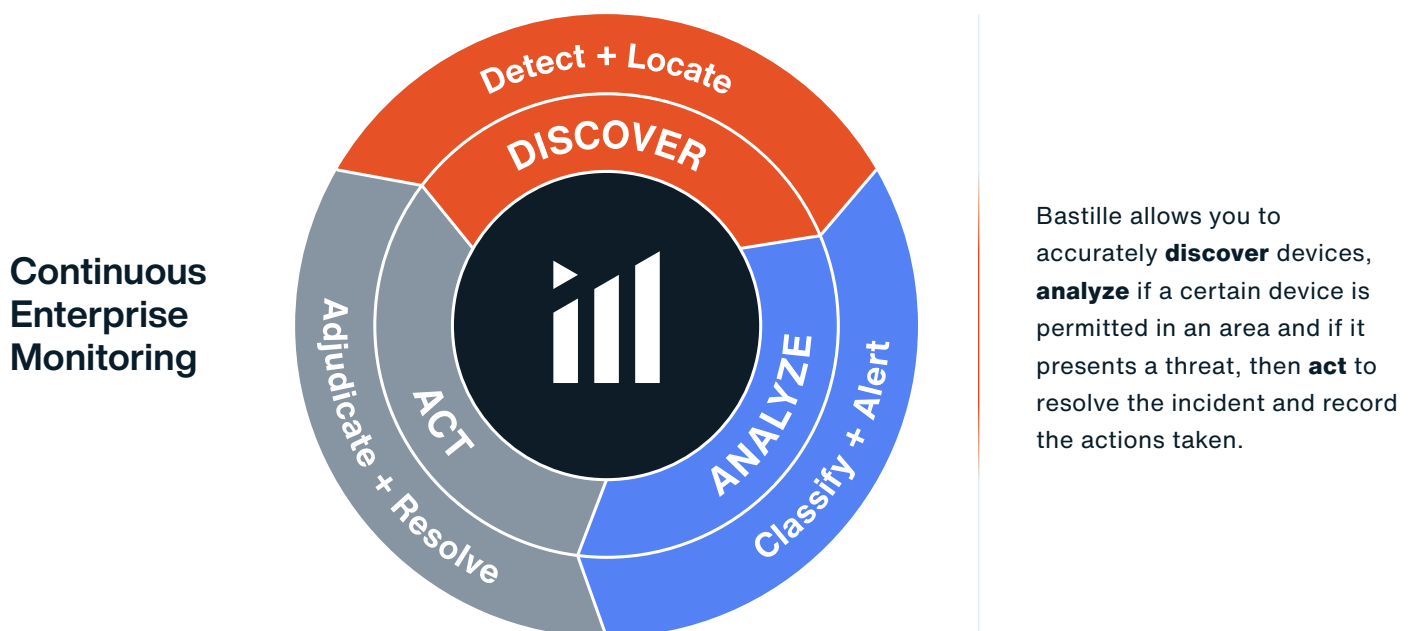 Continuous
Enterprise
Monitoring
Detect + Locate
DISCOVER
ANALYZE
Classify + Alert
ACT
Adjudicate + Resolve
Bastille allows you to
accurately discover devices,
analyze if a certain device is
permitted in an area and if it
presents a threat, then act to
resolve the incident and record
the actions taken.